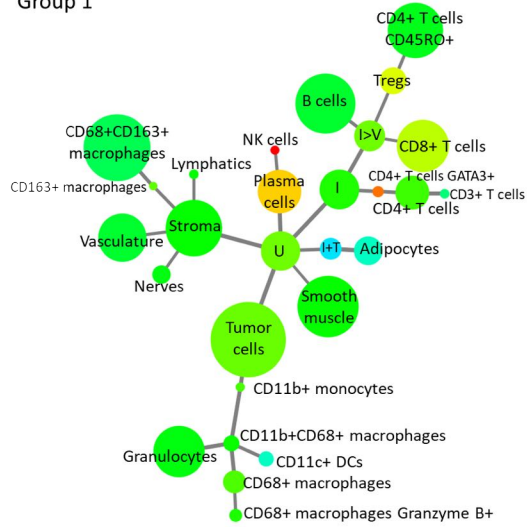 Group 1
CD4+ T cells
CD45RO+
Tregs
B cells
I>V
CD8+ T cells
CD68+CD163+
macrophages
NK cells
Lymphatics
CD163+ macrophages
Plasma
cells
I
CD4+ T cells GATA3+
CD3+ T cells
CD4+ T cells
Stroma
Vasculature
U
I+T
Adipocytes
Nerves
Smooth
muscle
Tumor
cells
CD11b+ monocytes
CD11b+CD68+ macrophages
Granulocytes
CD11c+ DCs
CD68+ macrophages
CD68+ macrophages Granzyme B+